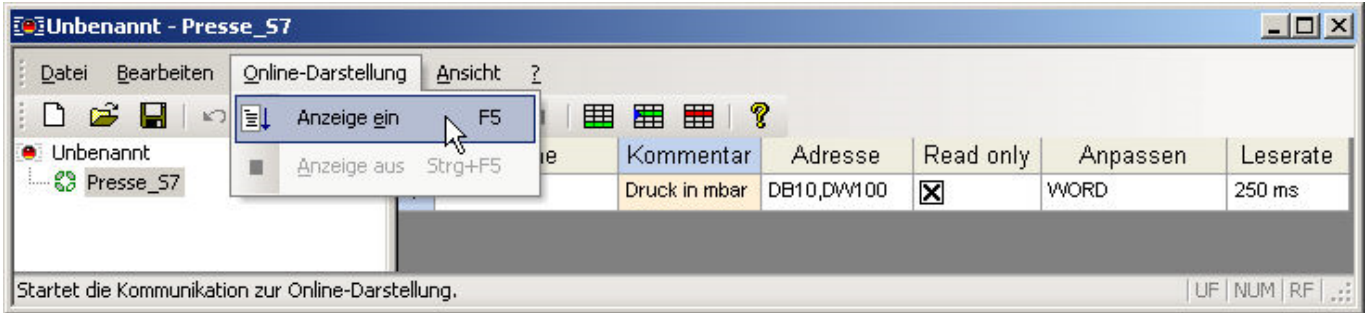 Unbenannt - Presse_S7
Datei Bearbeiten Online-Darstellung Ansicht ?
Anzeige ein F5
Anzeige aus Strg+F5
Unbenannt
Presse_S7
Kommentar Adresse Read only Anpassen Leserate
Druck in mbar DB10,DW100 WORD 250 ms
Startet die Kommunikation zur Online-Darstellung.
UF NUM RF